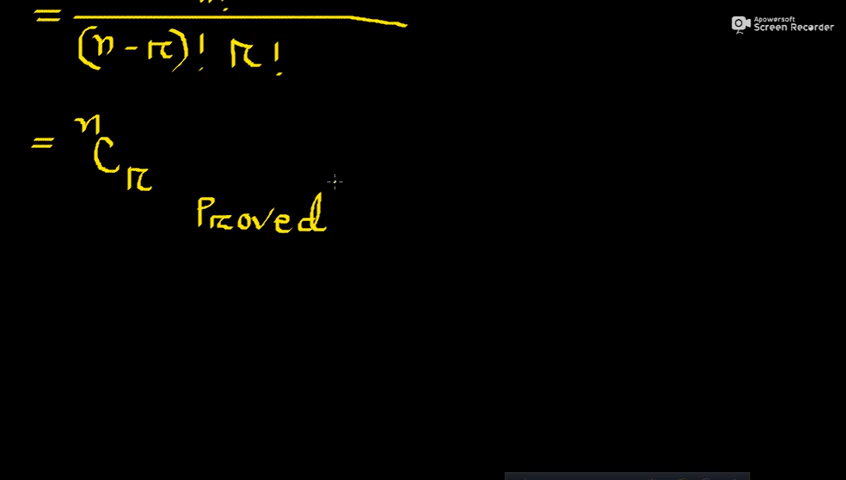 Apowersoft
Screen Recorder
= n!
(n-r)! r!
= nCr
Proved